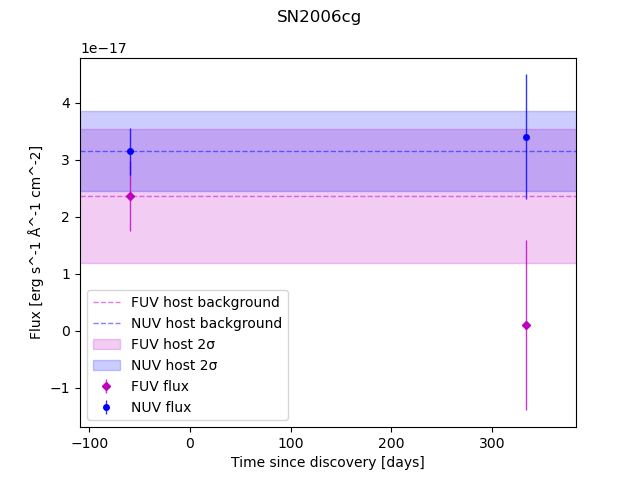 SN2006cg
1e−17
4
3
2
1
0
−1
Flux [erg s^-1 Å^-1 cm^-2]
FUV host background
NUV host background
FUV host 2σ
NUV host 2σ
FUV flux
NUV flux
−100 0 100 200 300
Time since discovery [days]